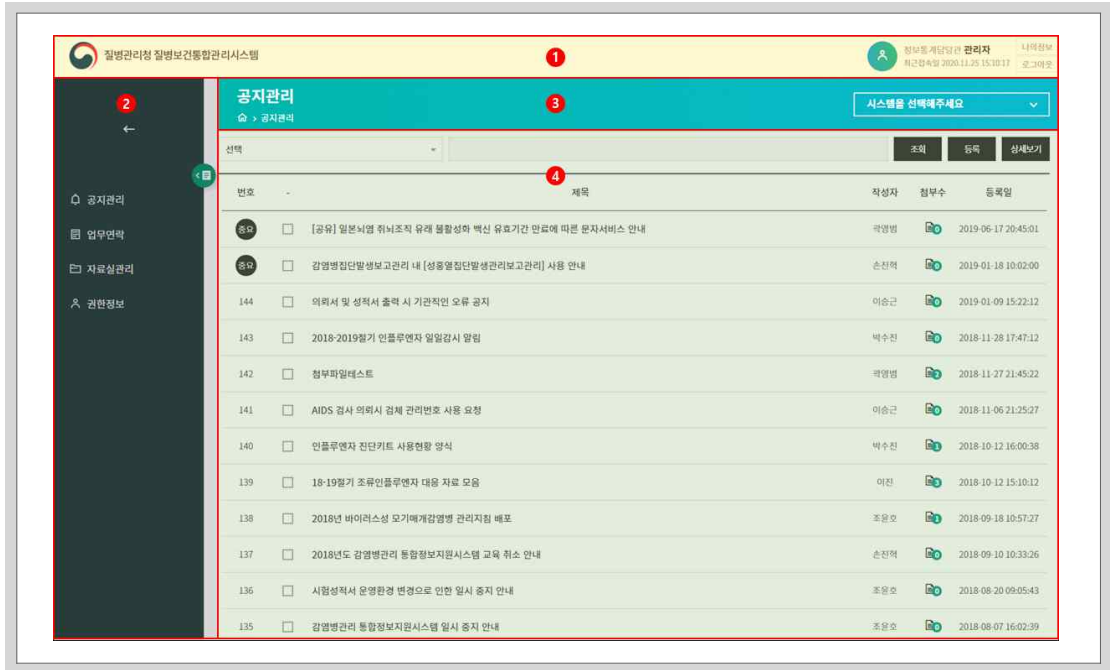 질병관리청 질병보건통합관리시스템
1
정보통계담당관 관리자
최근접속일 2020.11.25 15:10:17
나의정보
로그아웃
2
공지관리
공지관리
3
시스템을 선택해주세요
공지관리
업무연락
자료실관리
권한정보
선택
조회 등록 상세보기
4
번호 - 제목 작성자 첨부수 등록일
중요 [공유] 일본뇌염 쥐뇌조직 유래 불활성화 백신 유효기간 만료에 따른 문자서비스 안내 곽영범 0 2019-06-17 20:45:01
중요 감염병집단발생보고관리 내 [성홍열집단발생관리보고관리] 사용 안내 손진혁 0 2019-01-18 10:02:00
144 의뢰서 및 성적서 출력 시 기관직인 오류 공지 이승근 0 2019-01-09 15:22:12
143 2018-2019절기 인플루엔자 일일감시 알림 박수진 0 2018-11-28 17:47:12
142 첨부파일테스트 곽영범 2 2018-11-27 21:45:22
141 AIDS 검사 의뢰시 검체 관리번호 사용 요청 이승근 0 2018-11-06 21:25:27
140 인플루엔자 진단키트 사용현황 양식 박수진 1 2018-10-12 16:00:38
139 18-19절기 조류인플루엔자 대응 자료 모음 이진 3 2018-10-12 15:10:12
138 2018년 바이러스성 모기매개감염병 관리지침 배포 조윤호 1 2018-09-18 10:57:27
137 2018년도 감염병관리 통합정보지원시스템 교육 취소 안내 손진혁 0 2018-09-10 10:33:26
136 시험성적서 운영환경 변경으로 인한 일시 중지 안내 조윤호 0 2018-08-20 09:05:43
135 감염병관리 통합정보지원시스템 일시 중지 안내 조윤호 0 2018-08-07 16:02:39